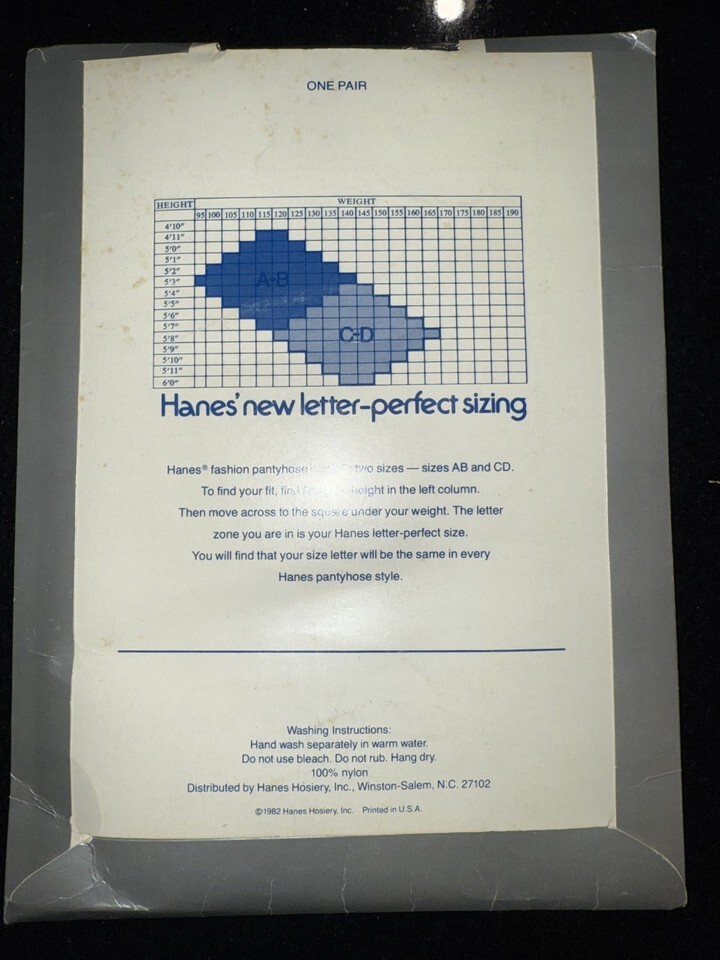 ONE PAIR
HEIGHT WEIGHT
95 100 105 110 115 120 125 130 135 140 145 150 155 160 165 170 175 180 185 190
4'10"
4'11"
5'0"
5'1"
5'2"
5'3" A-B
5'4"
5'5"
5'6"
5'7"
5'8" C-D
5'9"
5'10"
5'11"
6'0"
Hanes' new letter-perfect sizing
Hanes® fashion pantyhose two sizes — sizes AB and CD.
To find your fit, height in the left column.
Then move across to the square under your weight. The letter
zone you are in is your Hanes letter-perfect size.
You will find that your size letter will be the same in every
Hanes pantyhose style.
Washing Instructions:
Hand wash separately in warm water.
Do not use bleach. Do not rub. Hang dry.
100% nylon
Distributed by Hanes Hosiery, Inc., Winston-Salem, N.C. 27102
©1982 Hanes Hosiery, Inc. Printed in U.S.A.